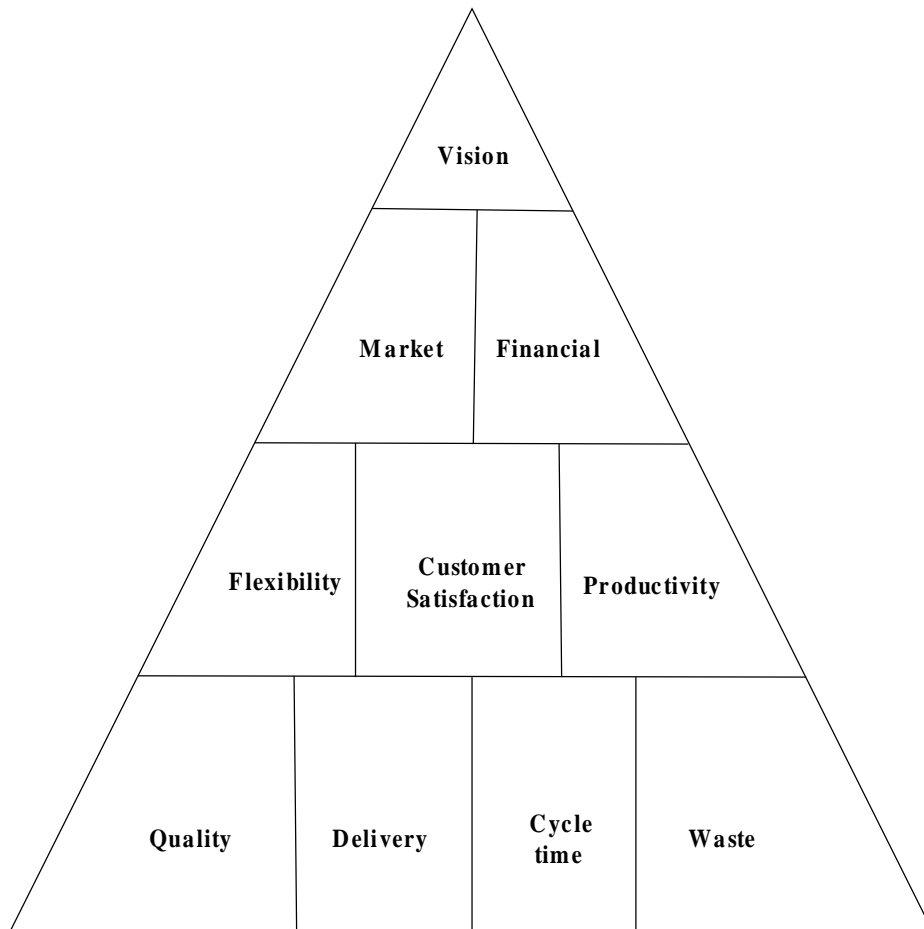 Vision
Market
Financial
Flexibility
Customer
Satisfaction
Productivity
Quality
Delivery
Cycle
time
Waste